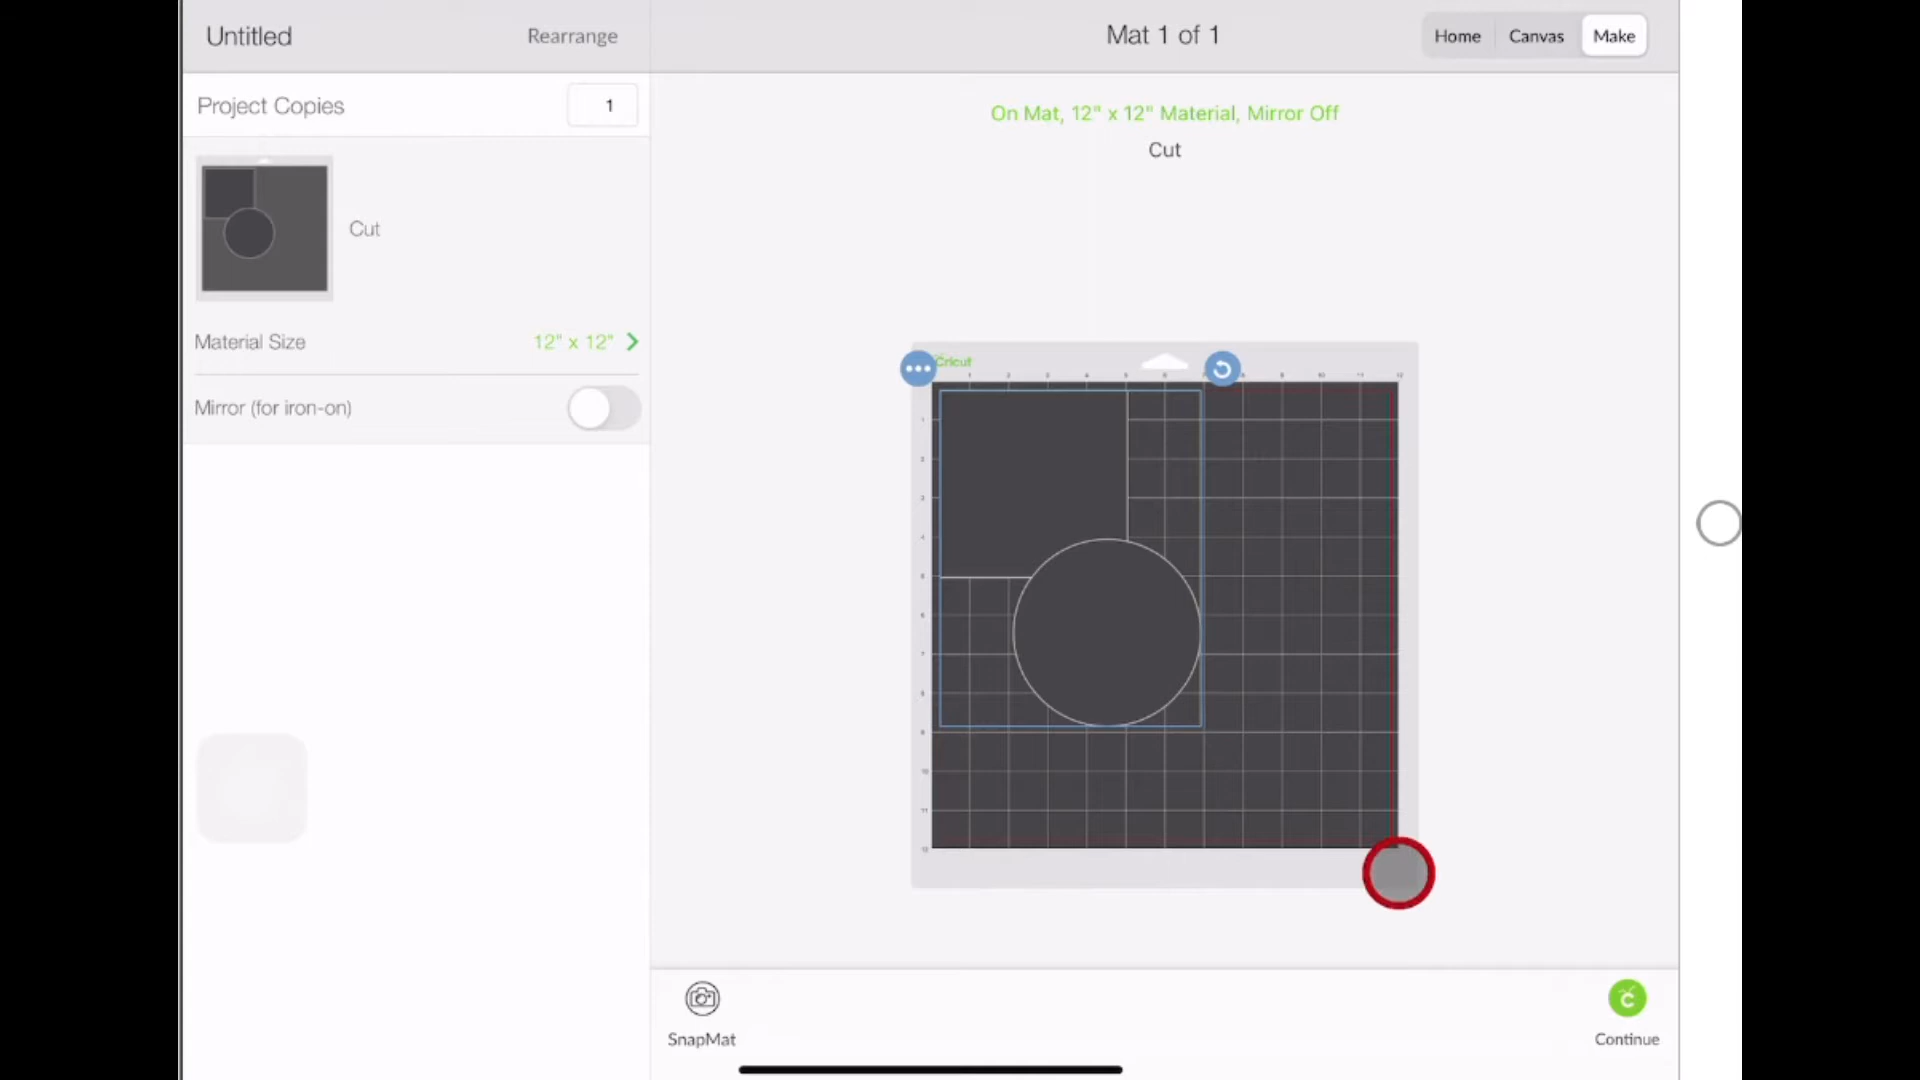 Untitled
Rearrange
Mat 1 of 1
Home
Canvas
Make
Project Copies
1
On Mat, 12" x 12" Material, Mirror Off
Cut
Cut
Material Size
12" x 12"
Mirror (for iron-on)
Cricut
SnapMat
Continue